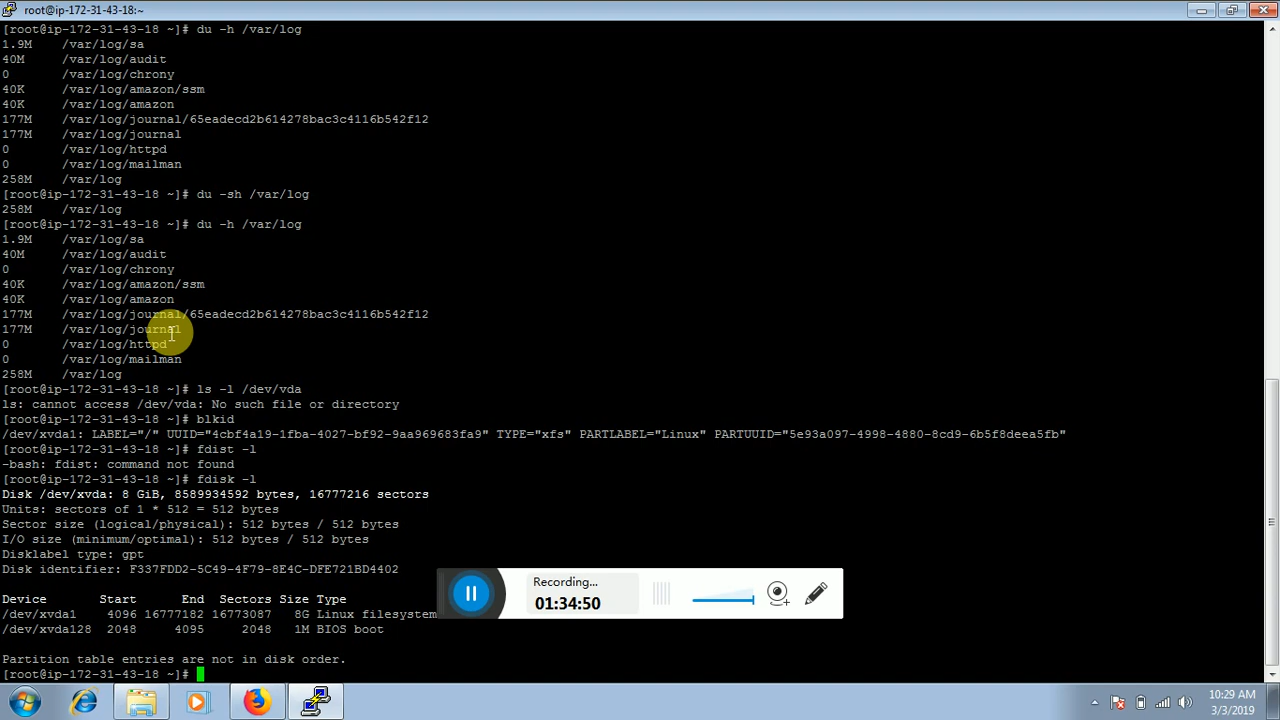 root@ip-172-31-43-18:~
[root@ip-172-31-43-18 ~]# du -h /var/log
1.9M    /var/log/sa
40M     /var/log/audit
0       /var/log/chrony
40K     /var/log/amazon/ssm
40K     /var/log/amazon
177M    /var/log/journal/65eadecd2b614278bac3c4116b542f12
177M    /var/log/journal
0       /var/log/httpd
0       /var/log/mailman
258M    /var/log
[root@ip-172-31-43-18 ~]# du -sh /var/log
258M    /var/log
[root@ip-172-31-43-18 ~]# du -h /var/log
1.9M    /var/log/sa
40M     /var/log/audit
0       /var/log/chrony
40K     /var/log/amazon/ssm
40K     /var/log/amazon
177M    /var/log/journal/65eadecd2b614278bac3c4116b542f12
177M    /var/log/journal
0       /var/log/httpd
0       /var/log/mailman
258M    /var/log
[root@ip-172-31-43-18 ~]# ls -l /dev/vda
ls: cannot access /dev/vda: No such file or directory
[root@ip-172-31-43-18 ~]# blkid
/dev/xvda1: LABEL="/" UUID="4cbf4a19-1fba-4027-bf92-9aa969683fa9" TYPE="xfs" PARTLABEL="Linux" PARTUUID="5e93a097-4998-4880-8cd9-6b5f8deea5fb"
[root@ip-172-31-43-18 ~]# fdist -l
-bash: fdist: command not found
[root@ip-172-31-43-18 ~]# fdisk -l
Disk /dev/xvda: 8 GiB, 8589934592 bytes, 16777216 sectors
Units: sectors of 1 * 512 = 512 bytes
Sector size (logical/physical): 512 bytes / 512 bytes
I/O size (minimum/optimal): 512 bytes / 512 bytes
Disklabel type: gpt
Disk identifier: F337FDD2-5C49-4F79-8E4C-DFE721BD4402
Device       Start      End  Sectors Size Type
/dev/xvda1    4096 16777182 16773087   8G Linux filesystem
/dev/xvda128  2048     4095     2048   1M BIOS boot
Partition table entries are not in disk order.
[root@ip-172-31-43-18 ~]#
Recording...
01:34:50
10:29 AM
3/3/2019